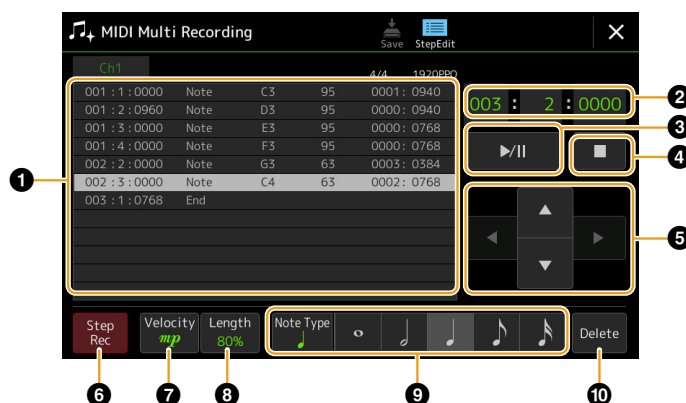 MIDI Multi Recording
Save StepEdit
Ch1
4/4 1920PPQ
001 : 1 : 0000 Note C3 95 0001 : 0940
001 : 2 : 0960 Note D3 95 0000 : 0940
001 : 3 : 0000 Note E3 95 0000 : 0768
001 : 4 : 0000 Note F3 95 0000 : 0768
002 : 2 : 0000 Note G3 63 0003 : 0384
002 : 3 : 0000 Note C4 63 0002 : 0768
003 : 1 : 0768 End
003 : 2 : 0000
Step
Rec
Velocity
mp
Length
80%
Note Type
Delete
1
2
3
4
5
6
7
8
9
10